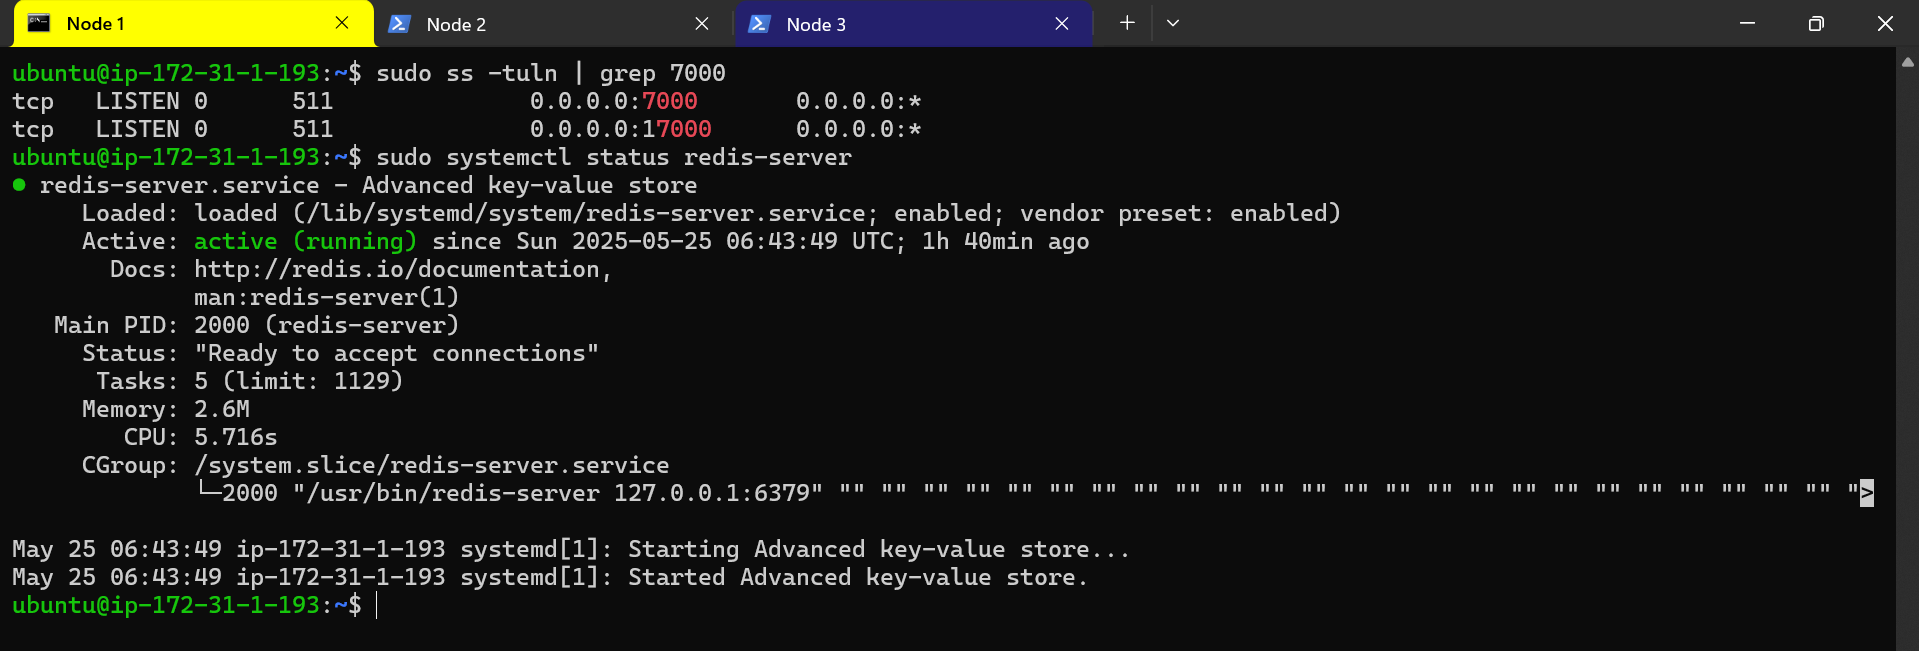 Node 1 Node 2 Node 3
ubuntu@ip-172-31-1-193:~$ sudo ss -tuln | grep 7000
tcp   LISTEN 0      511              0.0.0.0:7000       0.0.0.0:*
tcp   LISTEN 0      511              0.0.0.0:17000      0.0.0.0:*
ubuntu@ip-172-31-1-193:~$ sudo systemctl status redis-server
● redis-server.service - Advanced key-value store
     Loaded: loaded (/lib/systemd/system/redis-server.service; enabled; vendor preset: enabled)
     Active: active (running) since Sun 2025-05-25 06:43:49 UTC; 1h 40min ago
       Docs: http://redis.io/documentation,
             man:redis-server(1)
   Main PID: 2000 (redis-server)
     Status: "Ready to accept connections"
      Tasks: 5 (limit: 1129)
     Memory: 2.6M
        CPU: 5.716s
     CGroup: /system.slice/redis-server.service
             └─2000 "/usr/bin/redis-server 127.0.0.1:6379" "" "" "" "" "" "" "" "" "" "" "" "" "" "" "" "" "" "" "" "" "" "" "" "" ">
May 25 06:43:49 ip-172-31-1-193 systemd[1]: Starting Advanced key-value store...
May 25 06:43:49 ip-172-31-1-193 systemd[1]: Started Advanced key-value store.
ubuntu@ip-172-31-1-193:~$